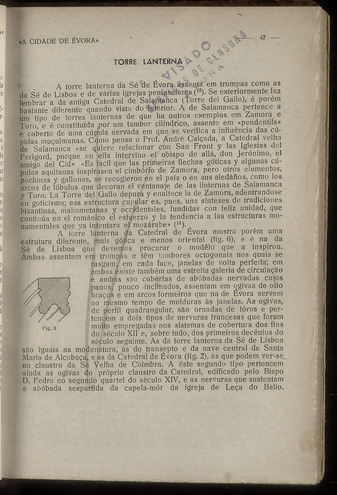 «A CIDADE DE ÉVORA»
47 —
TORRE LANTERNA
VISADO
CENSURA
A torre lanterna da Sé de Évora assenta em trompas como as
da Sé de Lisboa e de várias igrejas peninsulares (¹³). Se exteriormente faz
lembrar a da antiga Catedral de Salamanca (Torre del Gallo), é porém
bastante diferente quando vista do interior. A de Salamanca pertence a
um tipo de torres lanternas de que há outros exemplos em Zamora e
Toro, e é constituída por um tambor cilíndrico, assente em «pendentifs»
e coberto de uma cúpula nervada em que se verifica a influência das cú-
pulas muçulmanas. Como pensa o Prof. André Calçada, a Catedral velha
de Salamanca «se quiere relacionar con San Front y las Iglesias del
Perigord, porque en ella intervino el obispo de allá, don Jerónimo, el
amigo del Cid» «Es fácil que las primeras flechas góticas y algunas cú-
pulas aquitanas inspirasen el cimborio de Zamora, pero otros elementos,
pechinas y gallones, se recogieron en el país o en sus aledaños, como los
arcos de lóbulos que decoran el ventanaje de las linternas de Salamanca
y Toro. La Torre del Gallo depura y enaltece la de Zamora, adentrandose
en goticismo; esa estructura cupular es, pues, una sinteses de tradiciones
bizantinas, mahometanas y occidentales, fundidas con feliz unidad, que
continúa en el románico el esfuerzo y la tendencia a las estructuras mo-
numentales que ya intentara el mozárabe» (¹⁴).
A torre lanterna da Catedral de Évora mostra porém uma
estrutura diferente, mais gótica e menos oriental (fig. 6), e é na da
Sé de Lisboa que devemos procurar o modêlo que a inspirou.
Ambas assentam em trompas e têm tambores octogonais nos quais se
rasgam, em cada face, janelas de volta perfeita; em
ambas existe também uma estreita galeria de circulação
e ambas são cobertas de abóbadas nervadas cujos
panos, pouco inclinados, assentam em ogivas de oito
braços e em arcos formeiros que na de Évora servem
ao mesmo tempo de molduras às janelas. As ogivas,
de perfil quadrangular, são ornadas de tóros e per-
tencem a dois tipos de nervuras francesas que foram
muito empregadas nos sistemas de cobertura dos fins
do século XII e, sobre tudo, dos primeiros decénios do
século seguinte. As da torre lanterna da Sé de Lisboa
Fig. 2
são iguais na modenatura, às do transepto e da nave central de Santa
Maria de Alcobaça, e as da Catedral de Évora (fig. 2), às que podem ver-se
no claustro da Sé Velha de Coimbra. A êste segundo tipo pertencem
ainda as ogivas do próprio claustro da Catedral, edificado pelo Bispo
D. Pedro no segundo quartel do século XIV, e as nervuras que sustentam
a abóbada sexpartida da capela-mór da igreja de Leça do Balio.